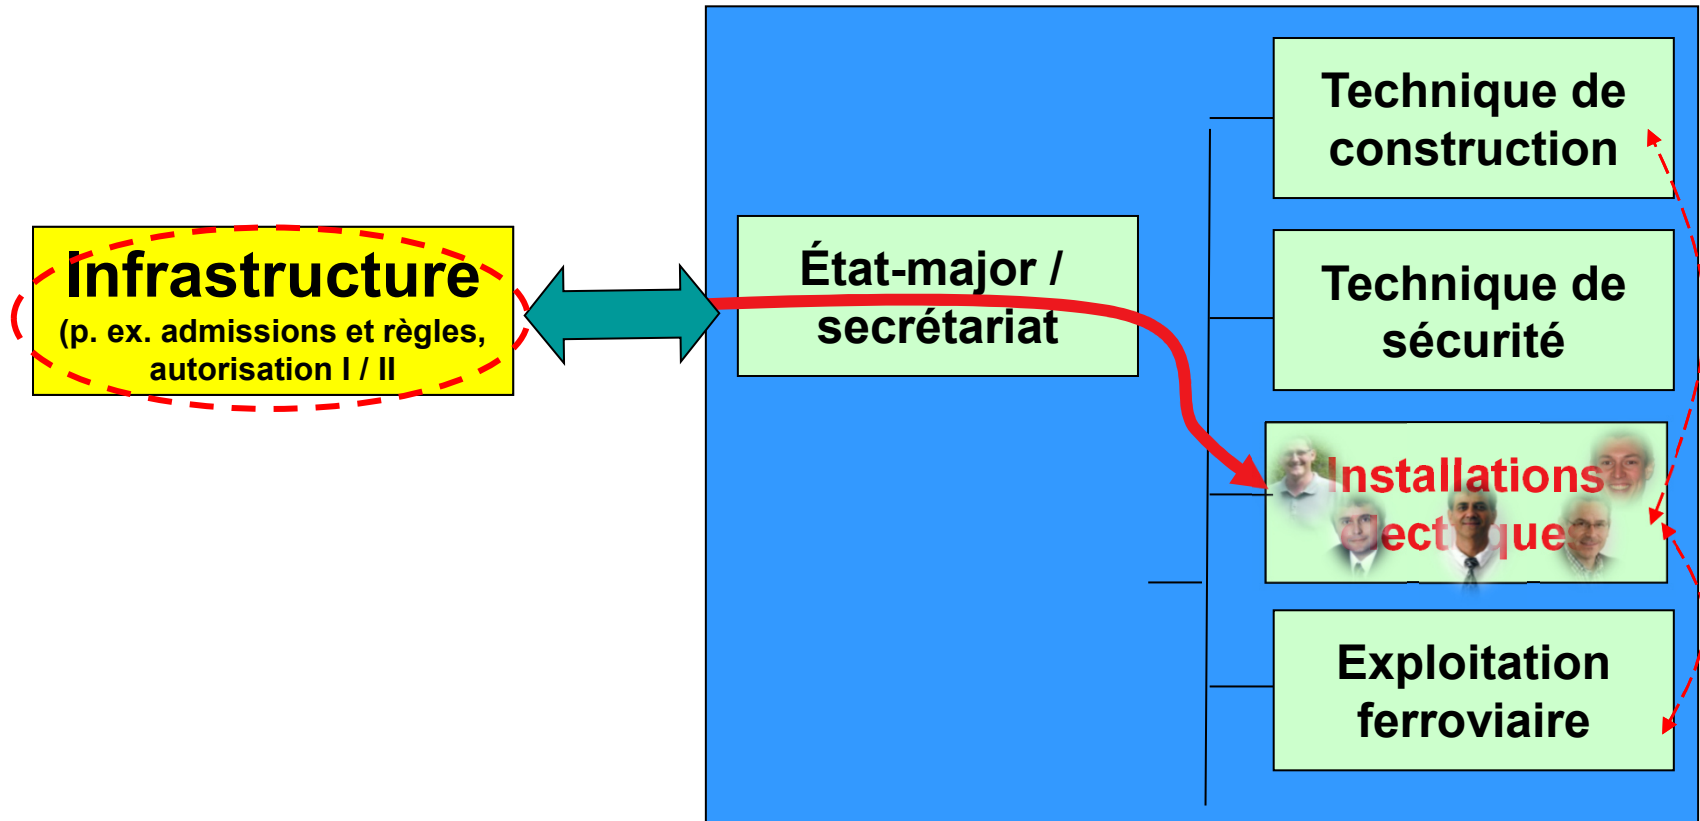 Infrastructure
(p. ex. admissions et règles,
autorisation I / II
État-major /
secrétariat
Technique de
construction
Technique de
sécurité
Installations
Exploitation
ferroviaire